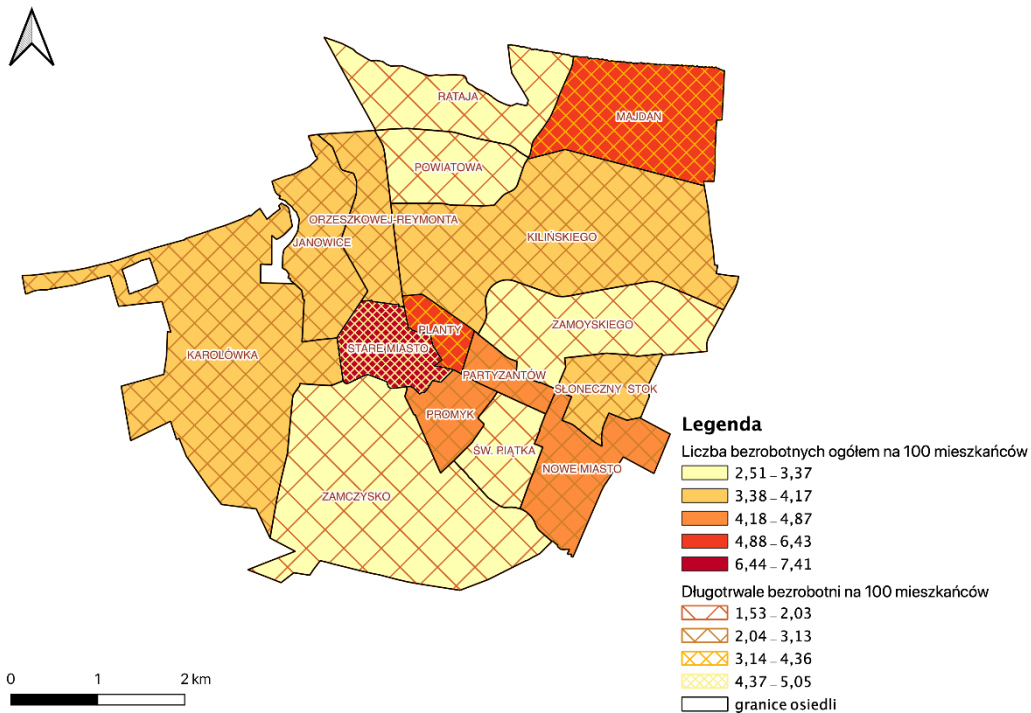 RATAJA
MAJDAN
POWIATOWA
ORZESZKOWEJ-REYMONTA
KILIŃSKIEGO
JANOWICE
ZAMOYSKIEGO
PLANTY
STARE MIASTO
KAROLÓWKA
PARTYZANTÓW
SŁONECZNY STOK
PROMYK
ŚW. PIĄTKA
NOWE MIASTO
ZAMCZYSKO
Legenda
Liczba bezrobotnych ogółem na 100 mieszkańców
2,51 – 3,37
3,38 – 4,17
4,18 – 4,87
4,88 – 6,43
6,44 – 7,41
Długotrwale bezrobotni na 100 mieszkańców
1,53 – 2,03
2,04 – 3,13
3,14 – 4,36
4,37 – 5,05
granice osiedli
0 1 2 km